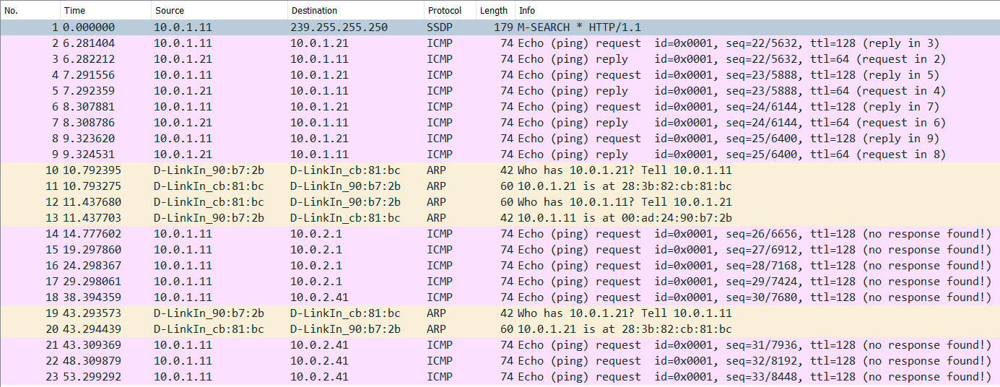 No. Time Source Destination Protocol Length Info
1 0.000000 10.0.1.11 239.255.255.250 SSDP 179 M-SEARCH * HTTP/1.1
2 6.281404 10.0.1.11 10.0.1.21 ICMP 74 Echo (ping) request id=0x0001, seq=22/5632, ttl=128 (reply in 3)
3 6.282212 10.0.1.21 10.0.1.11 ICMP 74 Echo (ping) reply id=0x0001, seq=22/5632, ttl=64 (request in 2)
4 7.291556 10.0.1.11 10.0.1.21 ICMP 74 Echo (ping) request id=0x0001, seq=23/5888, ttl=128 (reply in 5)
5 7.292359 10.0.1.21 10.0.1.11 ICMP 74 Echo (ping) reply id=0x0001, seq=23/5888, ttl=64 (request in 4)
6 8.307881 10.0.1.11 10.0.1.21 ICMP 74 Echo (ping) request id=0x0001, seq=24/6144, ttl=128 (reply in 7)
7 8.308786 10.0.1.21 10.0.1.11 ICMP 74 Echo (ping) reply id=0x0001, seq=24/6144, ttl=64 (request in 6)
8 9.323620 10.0.1.11 10.0.1.21 ICMP 74 Echo (ping) request id=0x0001, seq=25/6400, ttl=128 (reply in 9)
9 9.324531 10.0.1.21 10.0.1.11 ICMP 74 Echo (ping) reply id=0x0001, seq=25/6400, ttl=64 (request in 8)
10 10.792395 D-LinkIn_90:b7:2b D-LinkIn_cb:81:bc ARP 42 Who has 10.0.1.21? Tell 10.0.1.11
11 10.793275 D-LinkIn_cb:81:bc D-LinkIn_90:b7:2b ARP 60 10.0.1.21 is at 28:3b:82:cb:81:bc
12 11.437680 D-LinkIn_cb:81:bc D-LinkIn_90:b7:2b ARP 60 Who has 10.0.1.11? Tell 10.0.1.21
13 11.437703 D-LinkIn_90:b7:2b D-LinkIn_cb:81:bc ARP 42 10.0.1.11 is at 00:ad:24:90:b7:2b
14 14.777602 10.0.1.11 10.0.2.1 ICMP 74 Echo (ping) request id=0x0001, seq=26/6656, ttl=128 (no response found!)
15 19.297860 10.0.1.11 10.0.2.1 ICMP 74 Echo (ping) request id=0x0001, seq=27/6912, ttl=128 (no response found!)
16 24.298367 10.0.1.11 10.0.2.1 ICMP 74 Echo (ping) request id=0x0001, seq=28/7168, ttl=128 (no response found!)
17 29.298061 10.0.1.11 10.0.2.1 ICMP 74 Echo (ping) request id=0x0001, seq=29/7424, ttl=128 (no response found!)
18 38.394359 10.0.1.11 10.0.2.41 ICMP 74 Echo (ping) request id=0x0001, seq=30/7680, ttl=128 (no response found!)
19 43.293573 D-LinkIn_90:b7:2b D-LinkIn_cb:81:bc ARP 42 Who has 10.0.1.21? Tell 10.0.1.11
20 43.294439 D-LinkIn_cb:81:bc D-LinkIn_90:b7:2b ARP 60 10.0.1.21 is at 28:3b:82:cb:81:bc
21 43.309369 10.0.1.11 10.0.2.41 ICMP 74 Echo (ping) request id=0x0001, seq=31/7936, ttl=128 (no response found!)
22 48.309879 10.0.1.11 10.0.2.41 ICMP 74 Echo (ping) request id=0x0001, seq=32/8192, ttl=128 (no response found!)
23 53.299292 10.0.1.11 10.0.2.41 ICMP 74 Echo (ping) request id=0x0001, seq=33/8448, ttl=128 (no response found!)